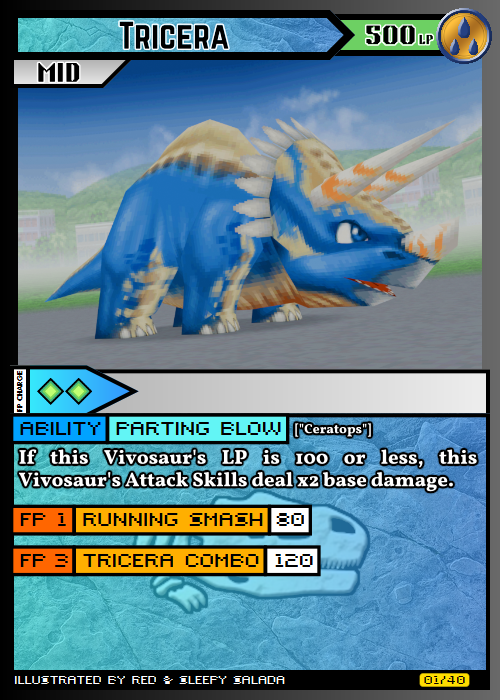 TRICERA
500 LP
MID
FP CHARGE
ABILITY PARTING BLOW ["Ceratops"]
If this Vivosaur's LP is 100 or less, this
Vivosaur's Attack Skills deal x2 base damage.
FP 1 RUNNING SMASH 80
FP 3 TRICERA COMBO 120
ILLUSTRATED BY RED & SLEEPY SALADA 01/40